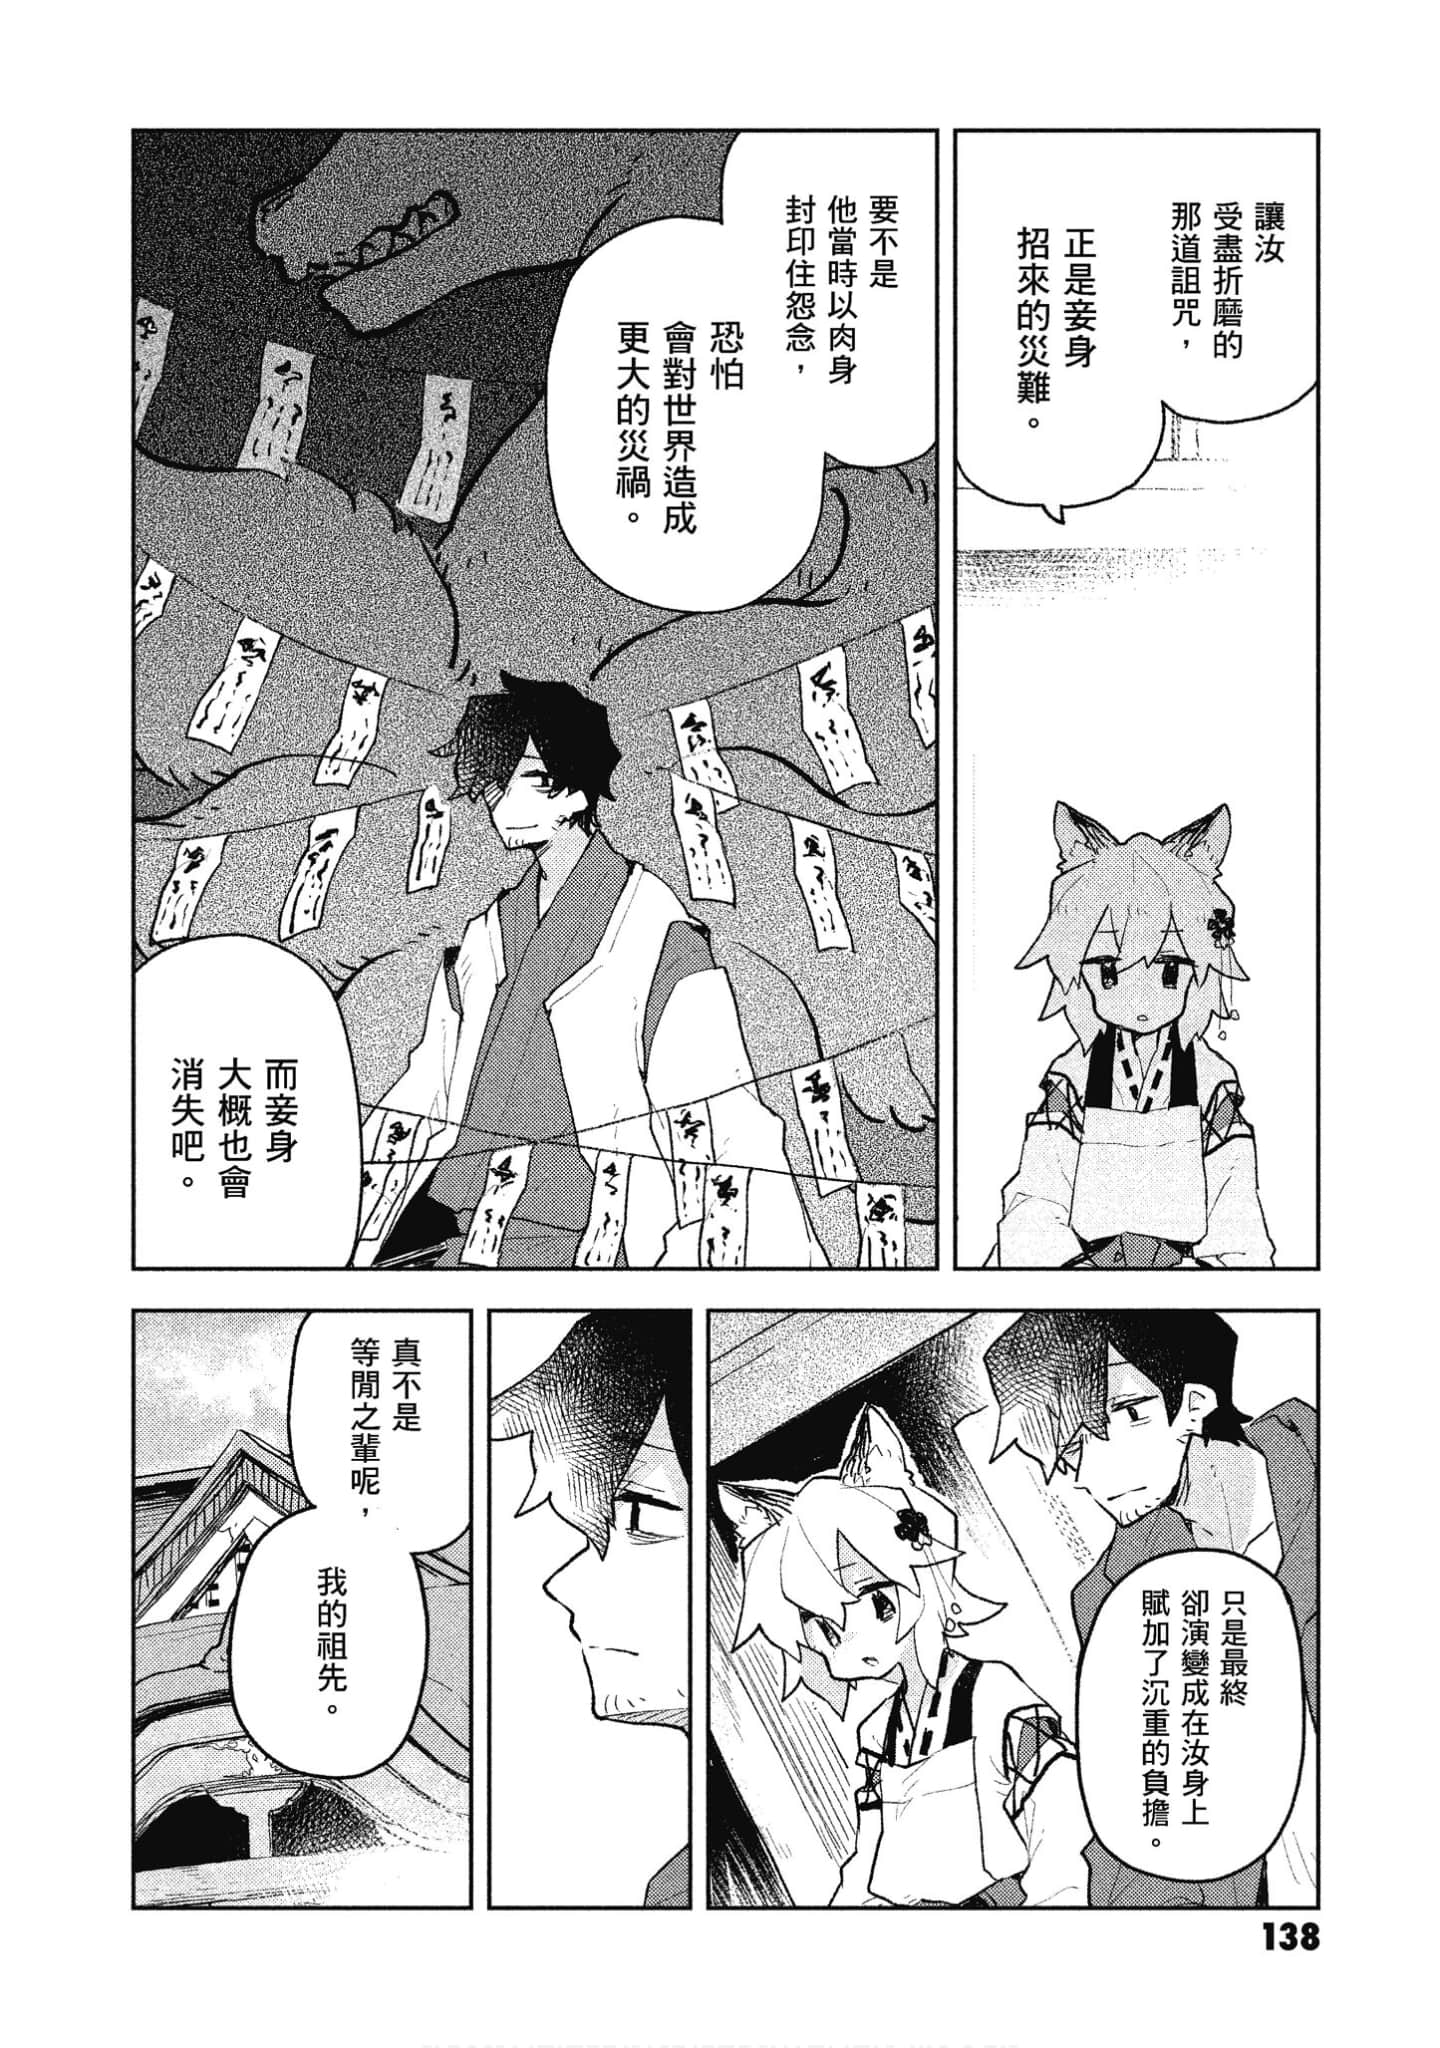 讓汝
受盡折磨的
那道詛咒，
正是妾身
招來的災難。
要不是
他當時以肉身
封印住怨念，
恐怕
會對世界造成
更大的災禍。
而妾身
大概也會
消失吧。
只是最終
卻演變成在汝身上
賦加了沉重的負擔。
真不是
等閒之輩呢，
我的祖先。
138